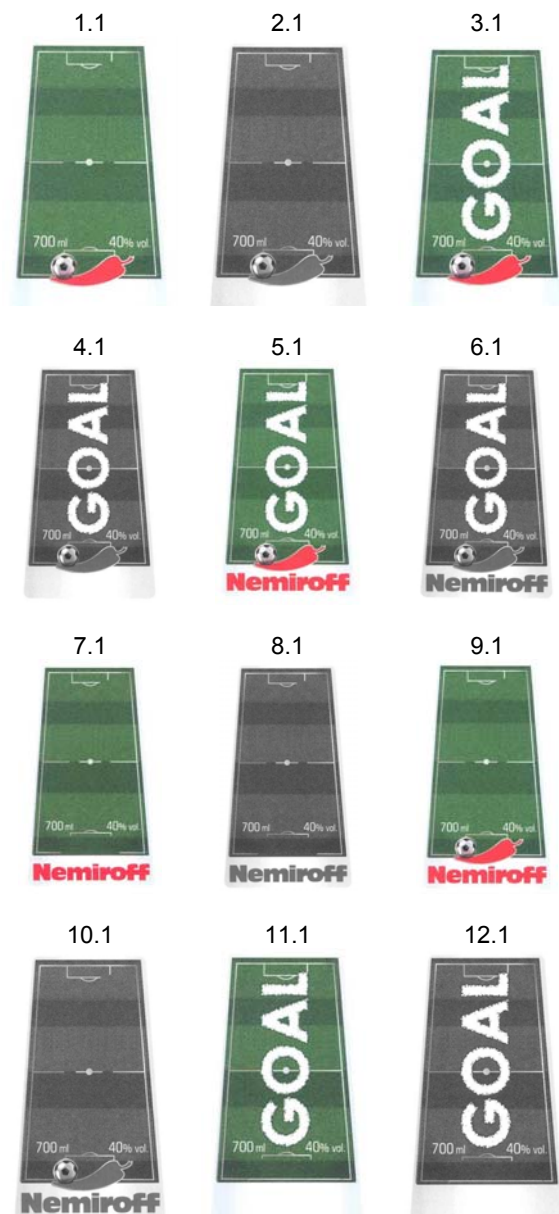 1.1 2.1 3.1
GOAL
700 ml 40% vol. 700 ml 40% vol. 700 ml 40% vol.
4.1 5.1 6.1
GOAL GOAL GOAL
700 ml 40% vol. 700 ml 40% vol. 700 ml 40% vol.
Nemiroff Nemiroff
7.1 8.1 9.1
700 ml 40% vol. 700 ml 40% vol. 700 ml 40% vol.
Nemiroff Nemiroff Nemiroff
10.1 11.1 12.1
GOAL GOAL
700 ml 40% vol. 700 ml 40% vol. 700 ml 40% vol.
Nemiroff